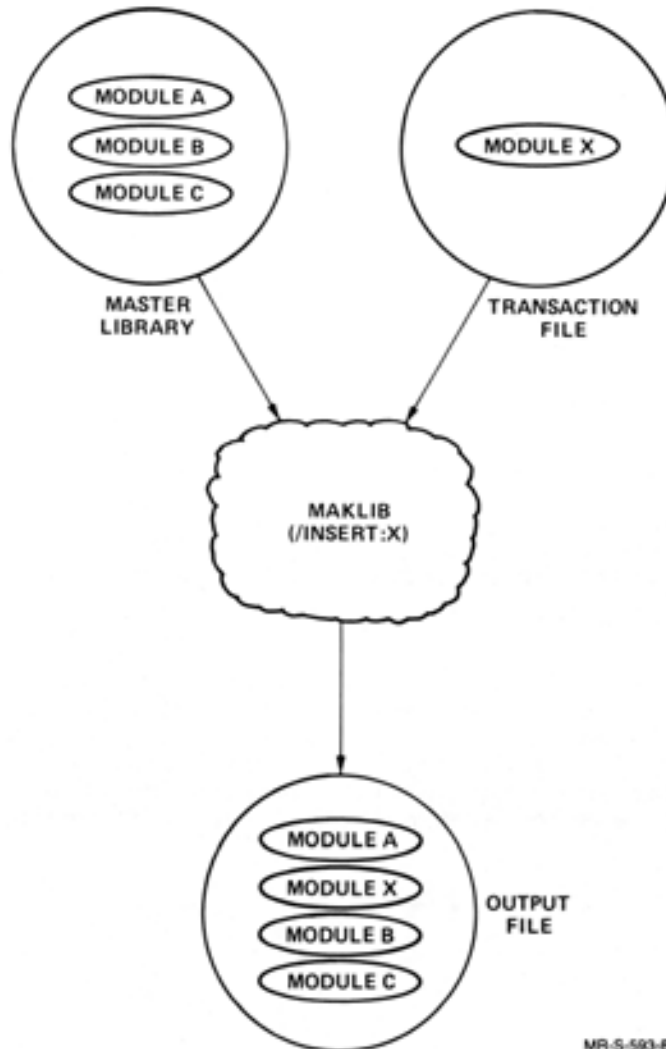 MODULE A
MODULE B
MODULE C
MASTER
LIBRARY
MODULE X
TRANSACTION
FILE
MAKLIB
(/INSERT:X)
MODULE A
MODULE X
MODULE B
MODULE C
OUTPUT
FILE